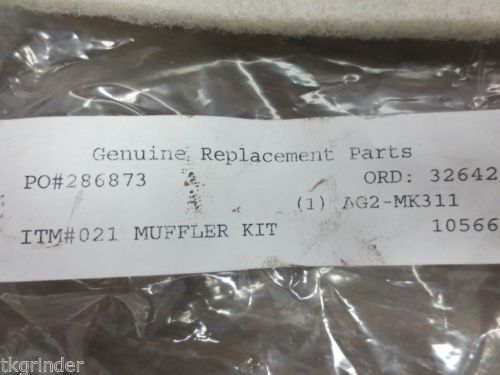 Genuine Replacement Parts
PO#286873 ORD: 32642
(1) AG2-MK311
ITM#021 MUFFLER KIT 10566
tkgrinder